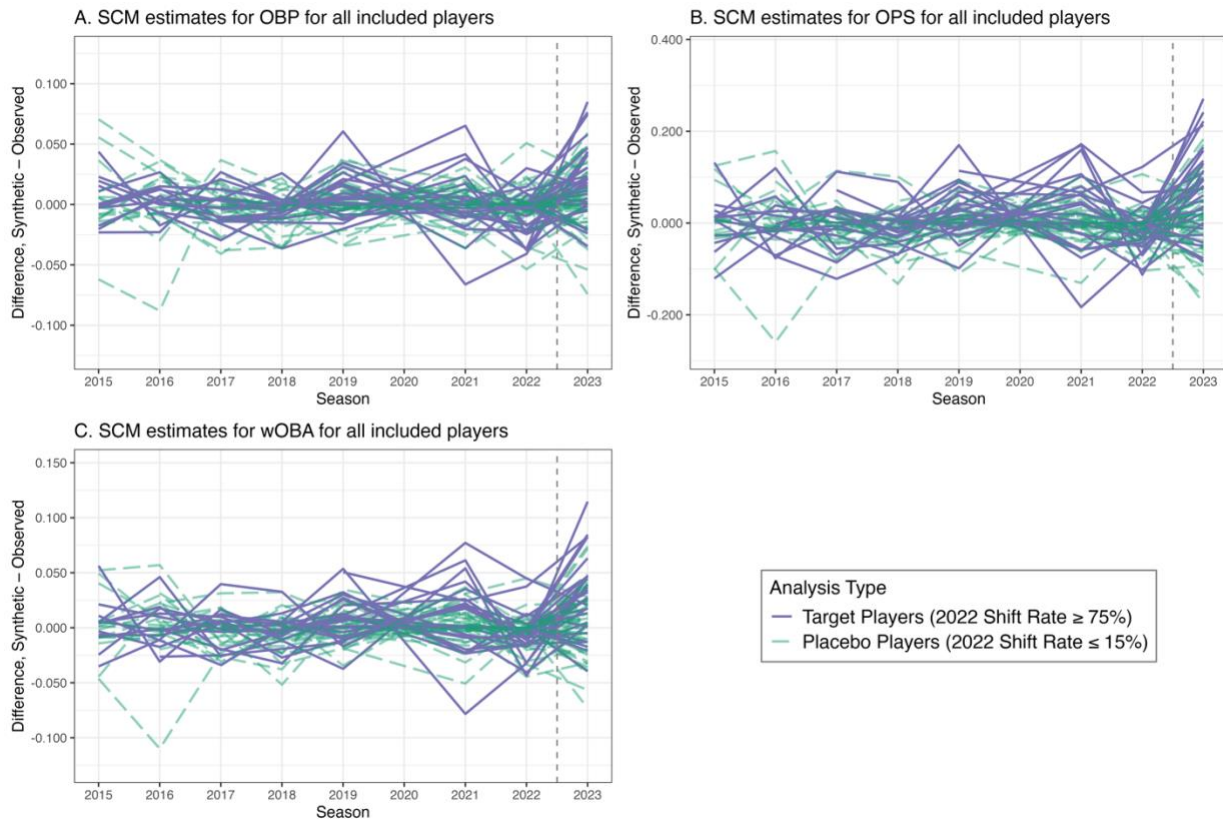 A. SCM estimates for OBP for all included players
0.100
0.050
0.000
-0.050
-0.100
Difference, Synthetic – Observed
2015 2016 2017 2018 2019 2020 2021 2022 2023
Season
B. SCM estimates for OPS for all included players
0.400
0.200
0.000
-0.200
Difference, Synthetic – Observed
2015 2016 2017 2018 2019 2020 2021 2022 2023
Season
C. SCM estimates for wOBA for all included players
0.150
0.100
0.050
0.000
-0.050
-0.100
Difference, Synthetic – Observed
2015 2016 2017 2018 2019 2020 2021 2022 2023
Season
Analysis Type
Target Players (2022 Shift Rate ≥ 75%)
Placebo Players (2022 Shift Rate ≤ 15%)